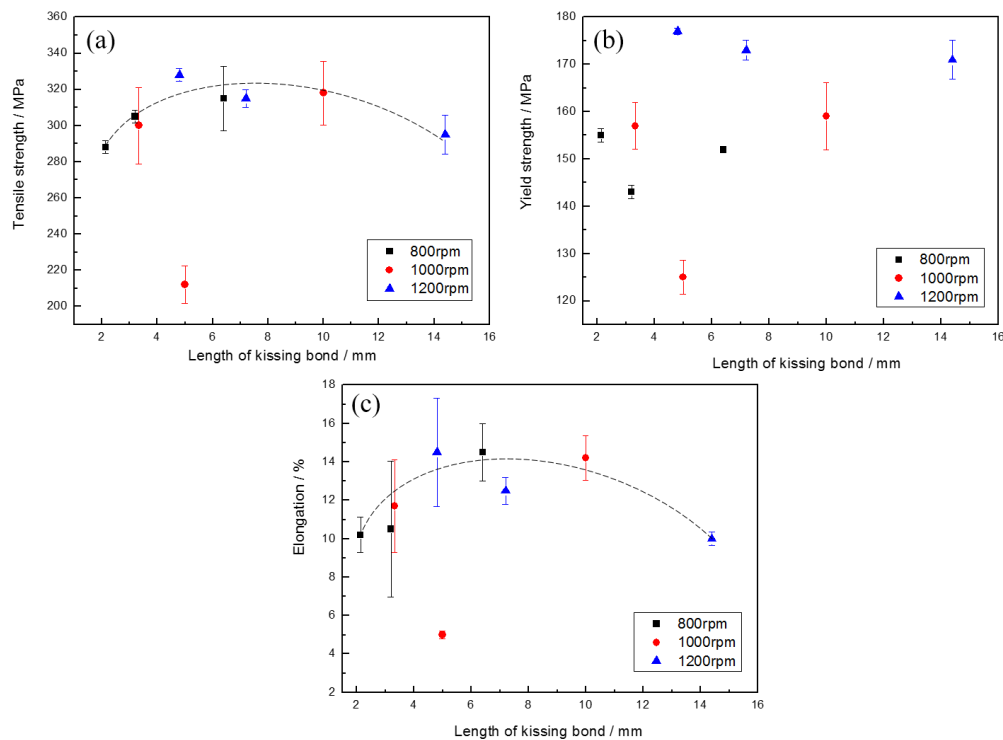 (a)
Tensile strength / MPa
360
340
320
300
280
260
240
220
200
2 4 6 8 10 12 14 16
Length of kissing bond / mm
800rpm
1000rpm
1200rpm
(b)
Yield strength / MPa
180
170
160
150
140
130
120
2 4 6 8 10 12 14 16
Length of kissing bond / mm
800rpm
1000rpm
1200rpm
(c)
Elongation / %
18
16
14
12
10
8
6
4
2
2 4 6 8 10 12 14 16
Length of kissing bond / mm
800rpm
1000rpm
1200rpm